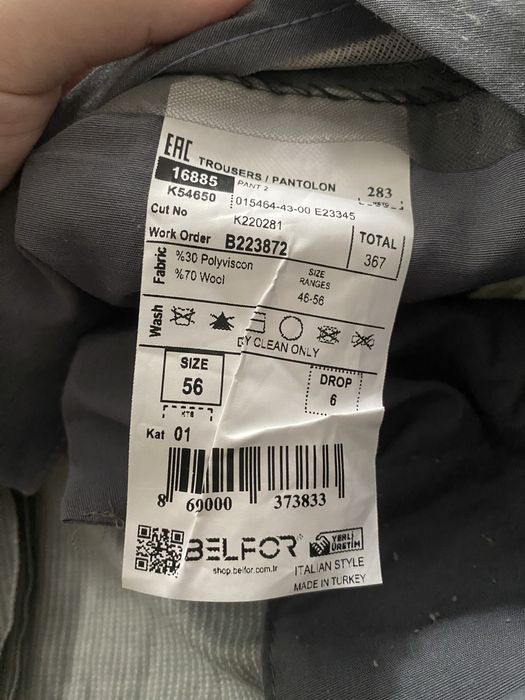 EAC TROUSERS / PANTOLON
16885 PANT 2 283
K54650 015464-43-00 E23345
Cut No K220281
Work Order B223872 TOTAL
367
Fabric %30 Polyviscon
%70 Wool
SIZE
RANGES
46-56
Wash
DRY CLEAN ONLY
SIZE
56
DROP
6
Kat 01
8 69000 373833
BELFOR
shop.belfor.com.tr
YERLİ
ÜRETİM
ITALIAN STYLE
MADE IN TURKEY